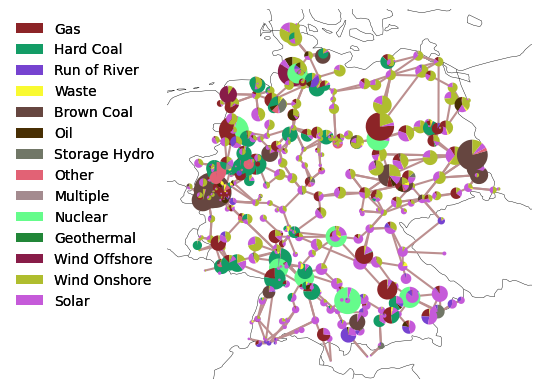 Gas
Hard Coal
Run of River
Waste
Brown Coal
Oil
Storage Hydro
Other
Multiple
Nuclear
Geothermal
Wind Offshore
Wind Onshore
Solar